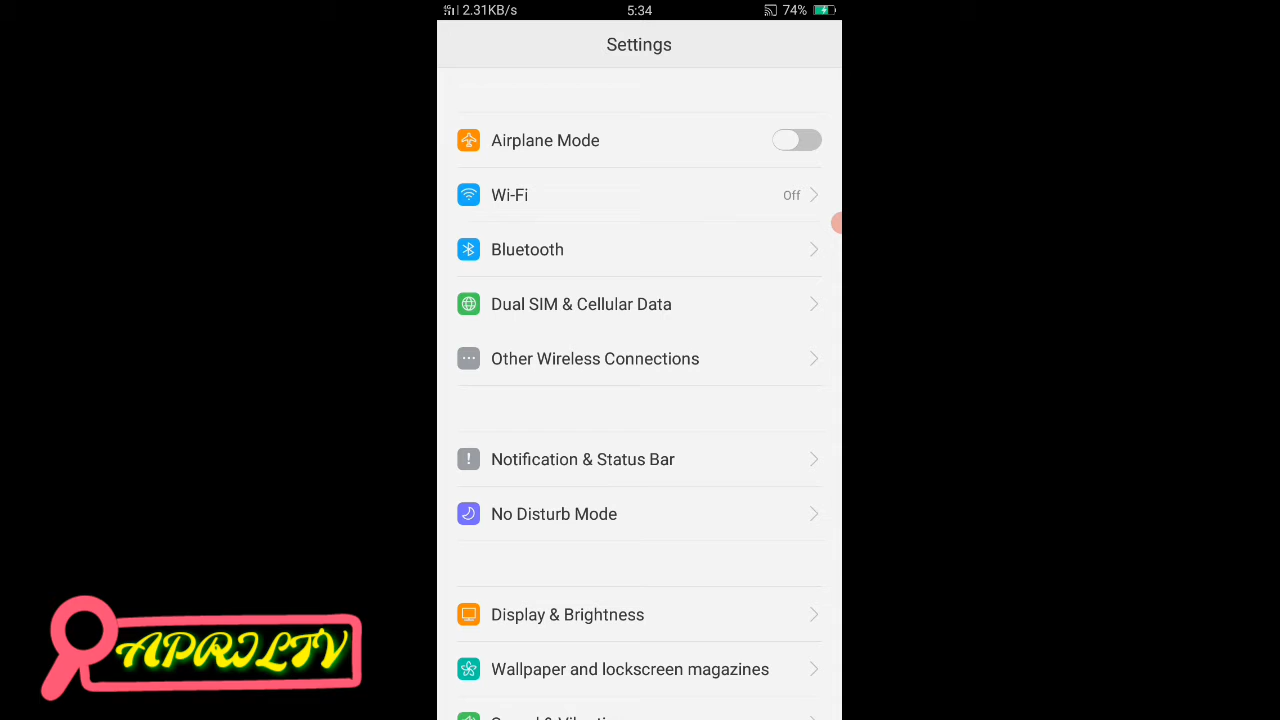 2.31KB/s 5:34 74%
Settings
Airplane Mode
Wi-Fi Off
Bluetooth
Dual SIM & Cellular Data
Other Wireless Connections
Notification & Status Bar
No Disturb Mode
Display & Brightness
Wallpaper and lockscreen magazines
APRILTV